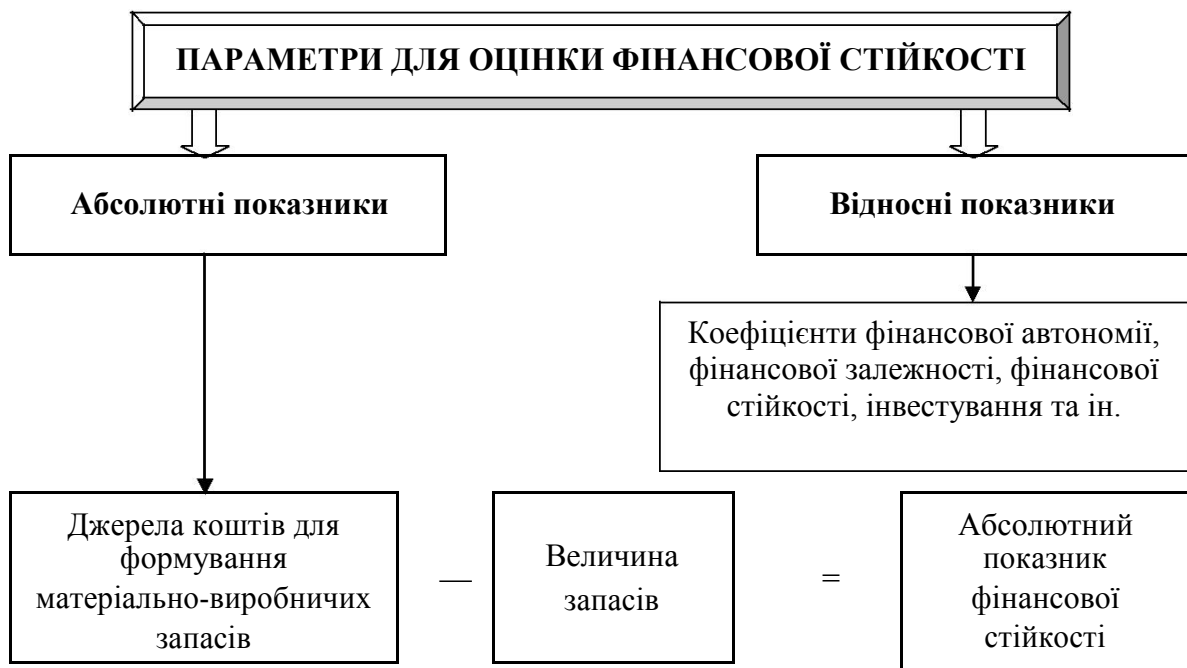 ПАРАМЕТРИ ДЛЯ ОЦІНКИ ФІНАНСОВОЇ СТІЙКОСТІ
Абсолютні показники
Відносні показники
Коефіцієнти фінансової автономії,
фінансової залежності, фінансової
стійкості, інвестування та ін.
Джерела коштів для
формування
матеріально-виробничих
запасів
—
Величина
запасів
=
Абсолютний
показник
фінансової
стійкості